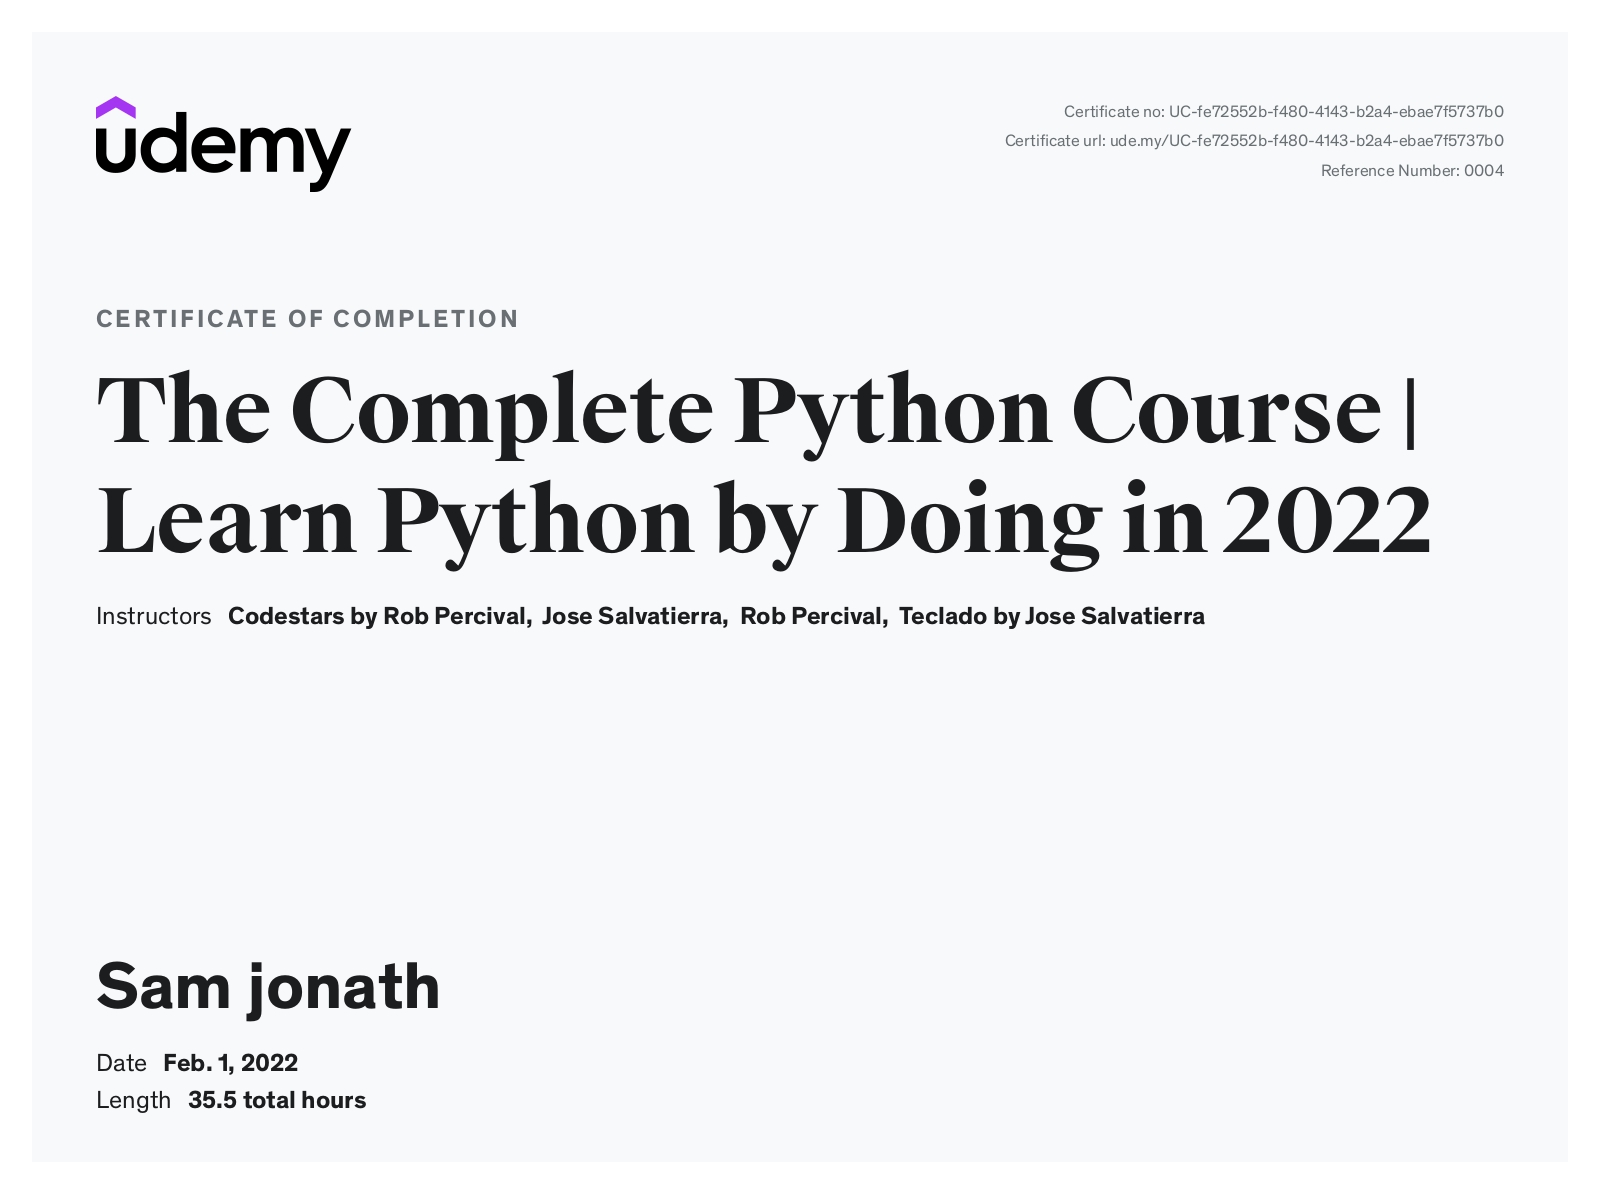 udemy
Certificate no: UC-fe72552b-f480-4143-b2a4-ebae7f5737b0
Certificate url: ude.my/UC-fe72552b-f480-4143-b2a4-ebae7f5737b0
Reference Number: 0004
CERTIFICATE OF COMPLETION
The Complete Python Course |
Learn Python by Doing in 2022
Instructors Codestars by Rob Percival, Jose Salvatierra, Rob Percival, Teclado by Jose Salvatierra
Sam jonath
Date Feb. 1, 2022
Length 35.5 total hours